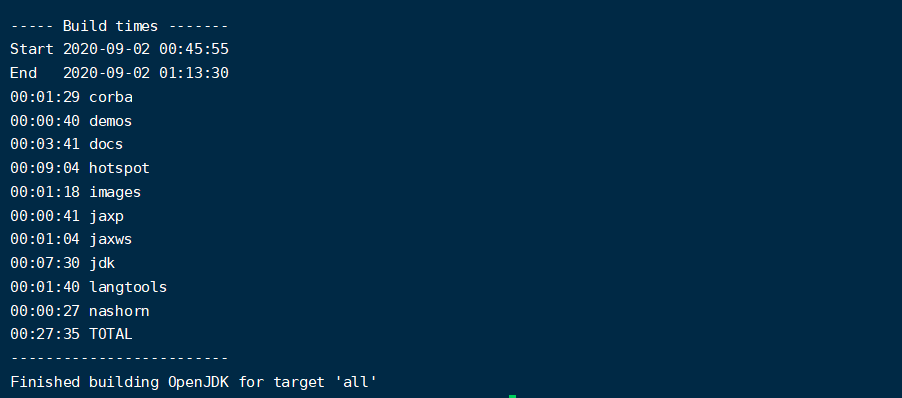 ----- Build times -------
Start 2020-09-02 00:45:55
End   2020-09-02 01:13:30
00:01:29 corba
00:00:40 demos
00:03:41 docs
00:09:04 hotspot
00:01:18 images
00:00:41 jaxp
00:01:04 jaxws
00:07:30 jdk
00:01:40 langtools
00:00:27 nashorn
00:27:35 TOTAL
-------------------------
Finished building OpenJDK for target 'all'